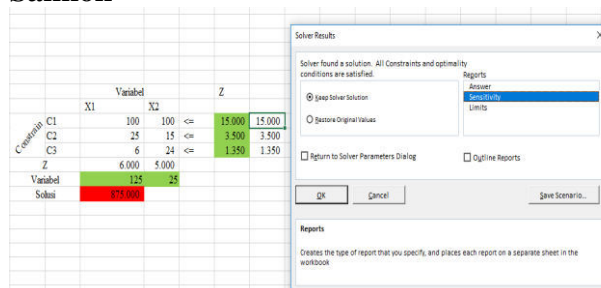 Variabel Z
X1 X2
Constrain
C1 100 100 <= 15.000 15.000
C2 25 15 <= 3.500 3.500
C3 6 24 <= 1.350 1.350
Z 6.000 5.000
Variabel 125 25
Solusi 875.000
Solver Results
Solver found a solution. All Constraints and optimality
conditions are satisfied.
Reports
Answer
Sensitivity
Limits
Keep Solver Solution
Restore Original Values
Return to Solver Parameters Dialog
Outline Reports
OK Cancel Save Scenario...
Reports
Creates the type of report that you specify, and places each report on a separate sheet in the
workbook